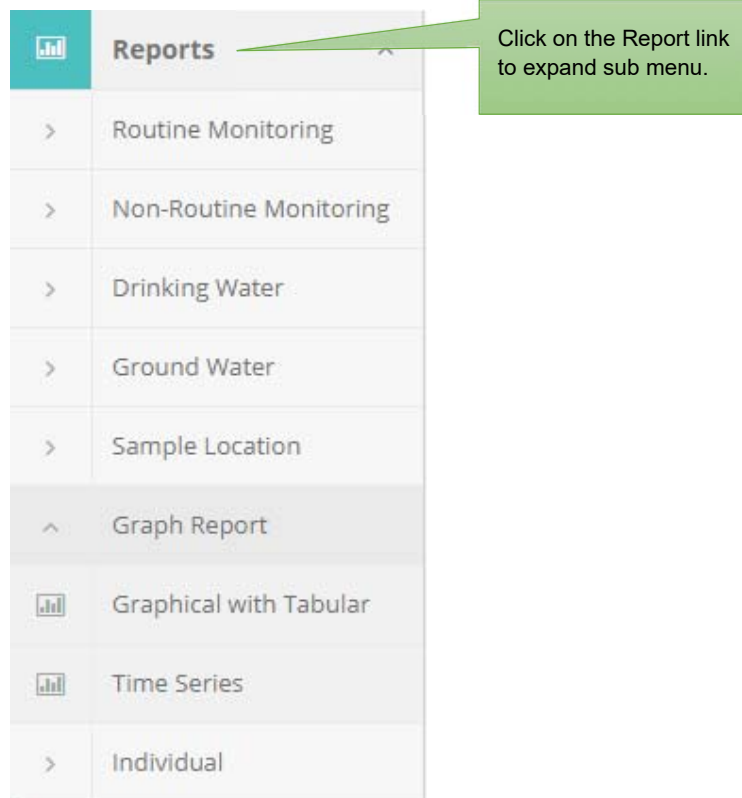 Reports
Click on the Report link
to expand sub menu.
Routine Monitoring
Non-Routine Monitoring
Drinking Water
Ground Water
Sample Location
Graph Report
Graphical with Tabular
Time Series
Individual